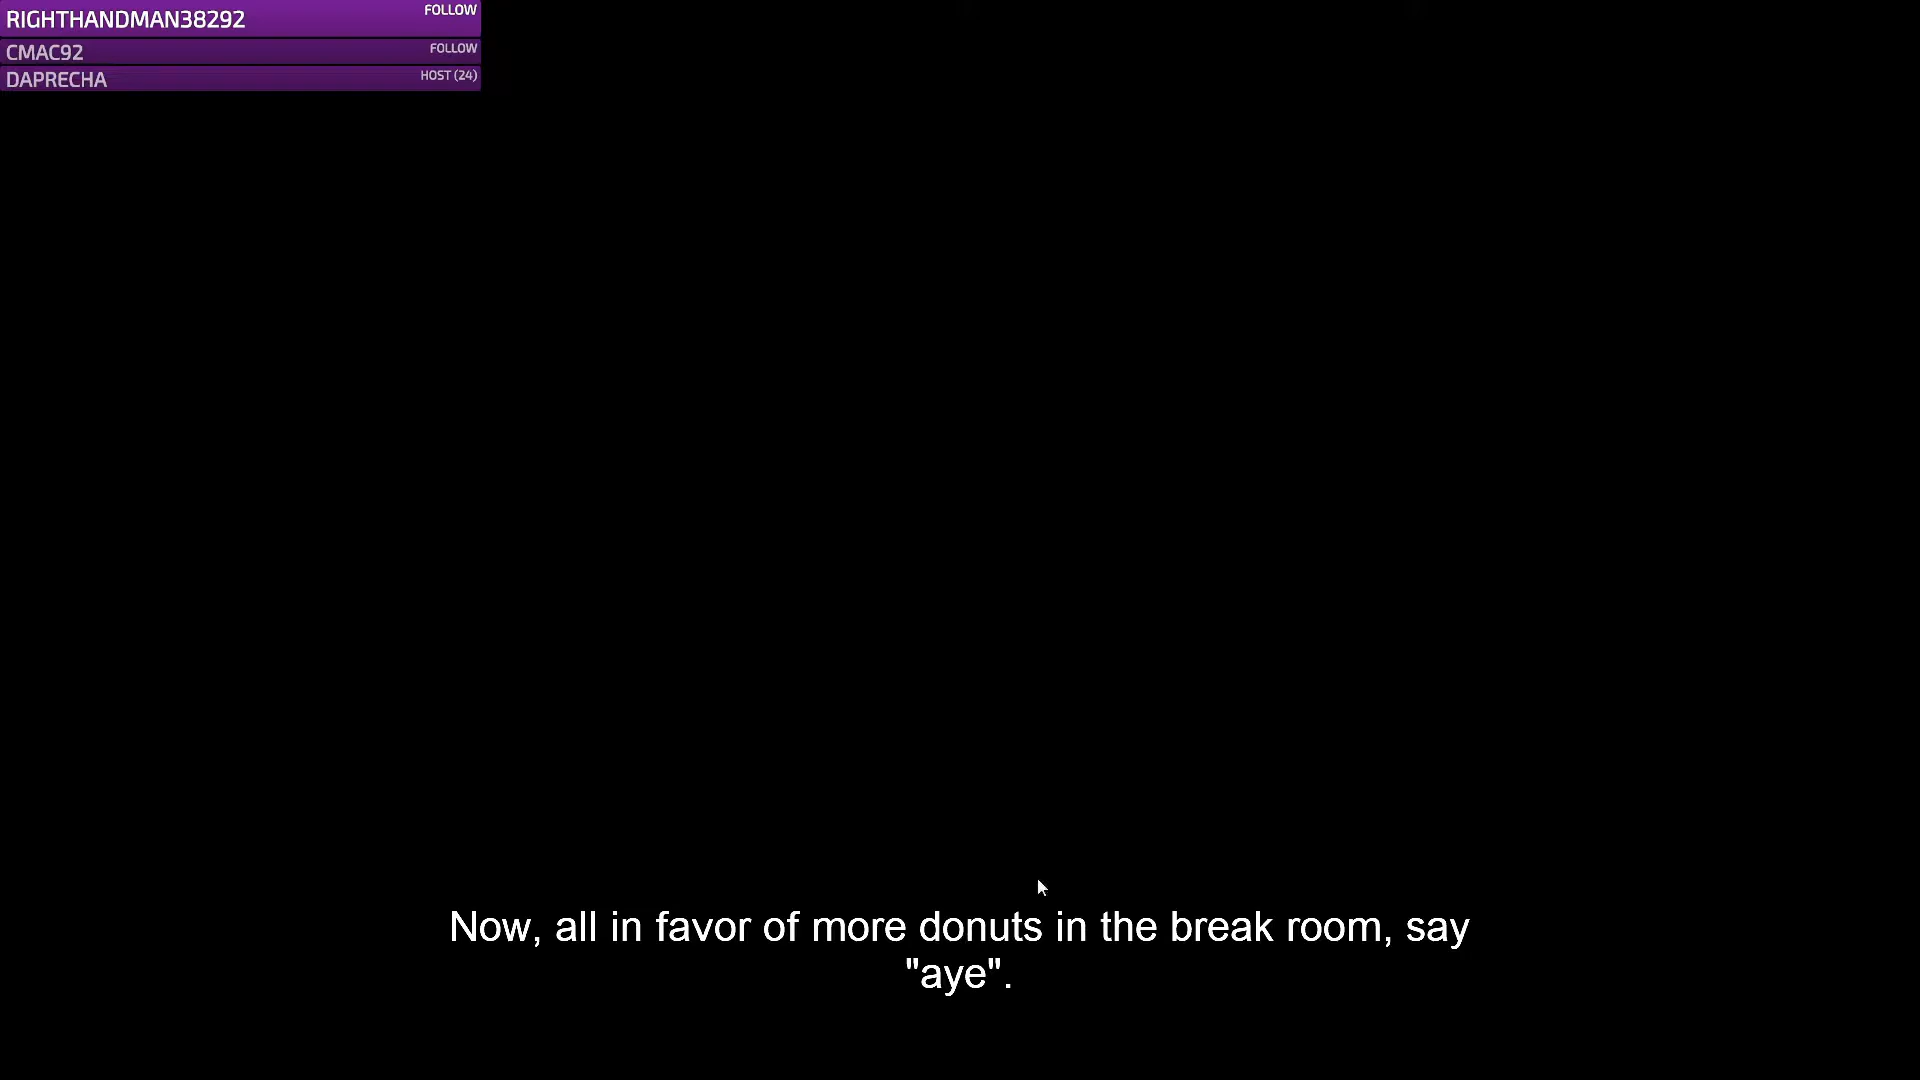 RIGHTHANDMAN38292 FOLLOW
CMAC92 FOLLOW
DAPRECHA HOST (24)
Now, all in favor of more donuts in the break room, say
"aye".